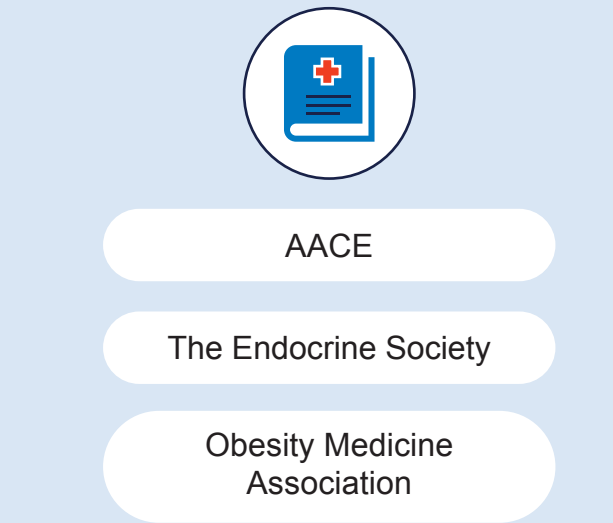 AACE
The Endocrine Society
Obesity Medicine
Association